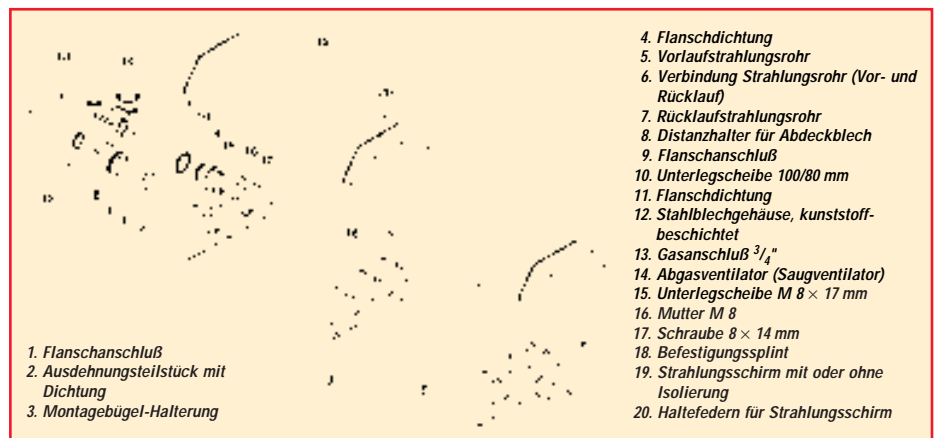 1. Flanschanschluß
2. Ausdehnungsteilstück mit
Dichtung
3. Montagebügel-Halterung
4. Flanschdichtung
5. Vorlaufstrahlungsrohr
6. Verbindung Strahlungsrohr (Vor- und
Rücklauf)
7. Rücklaufstrahlungsrohr
8. Distanzhalter für Abdeckblech
9. Flanschanschluß
10. Unterlegscheibe 100/80 mm
11. Flanschdichtung
12. Stahlblechgehäuse, kunststoff-
beschichtet
13. Gasanschluß 3/4"
14. Abgasventilator (Saugventilator)
15. Unterlegscheibe M 8 × 17 mm
16. Mutter M 8
17. Schraube 8 × 14 mm
18. Befestigungssplint
19. Strahlungsschirm mit oder ohne
Isolierung
20. Haltefedern für Strahlungsschirm